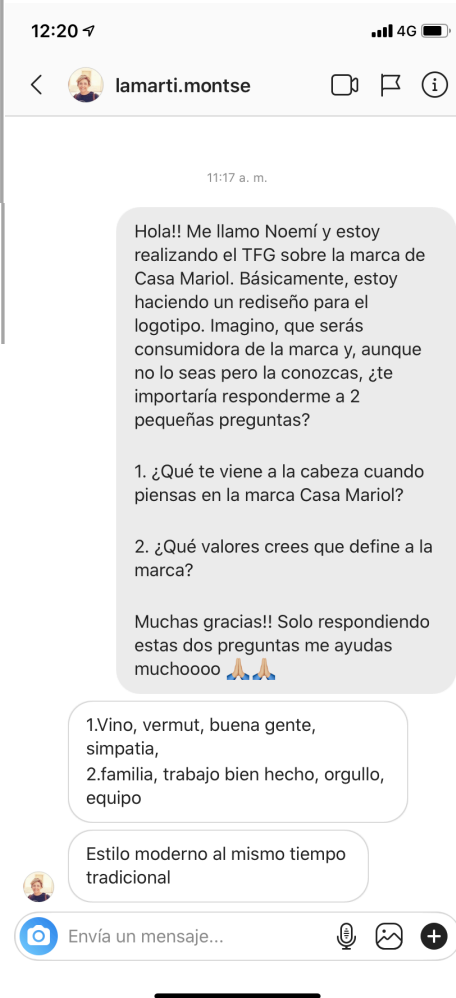 12:20
4G
lamarti.montse
11:17 a. m.
Hola!! Me llamo Noemí y estoy
realizando el TFG sobre la marca de
Casa Mariol. Básicamente, estoy
haciendo un rediseño para el
logotipo. Imagino, que serás
consumidora de la marca y, aunque
no lo seas pero la conozcas, ¿te
importaría responderme a 2
pequeñas preguntas?
1. ¿Qué te viene a la cabeza cuando
piensas en la marca Casa Mariol?
2. ¿Qué valores crees que define a la
marca?
Muchas gracias!! Solo respondiendo
estas dos preguntas me ayudas
muchoooo 🙏🏼🙏🏼
1.Vino, vermut, buena gente,
simpatia,
2.familia, trabajo bien hecho, orgullo,
equipo
Estilo moderno al mismo tiempo
tradicional
Envía un mensaje...